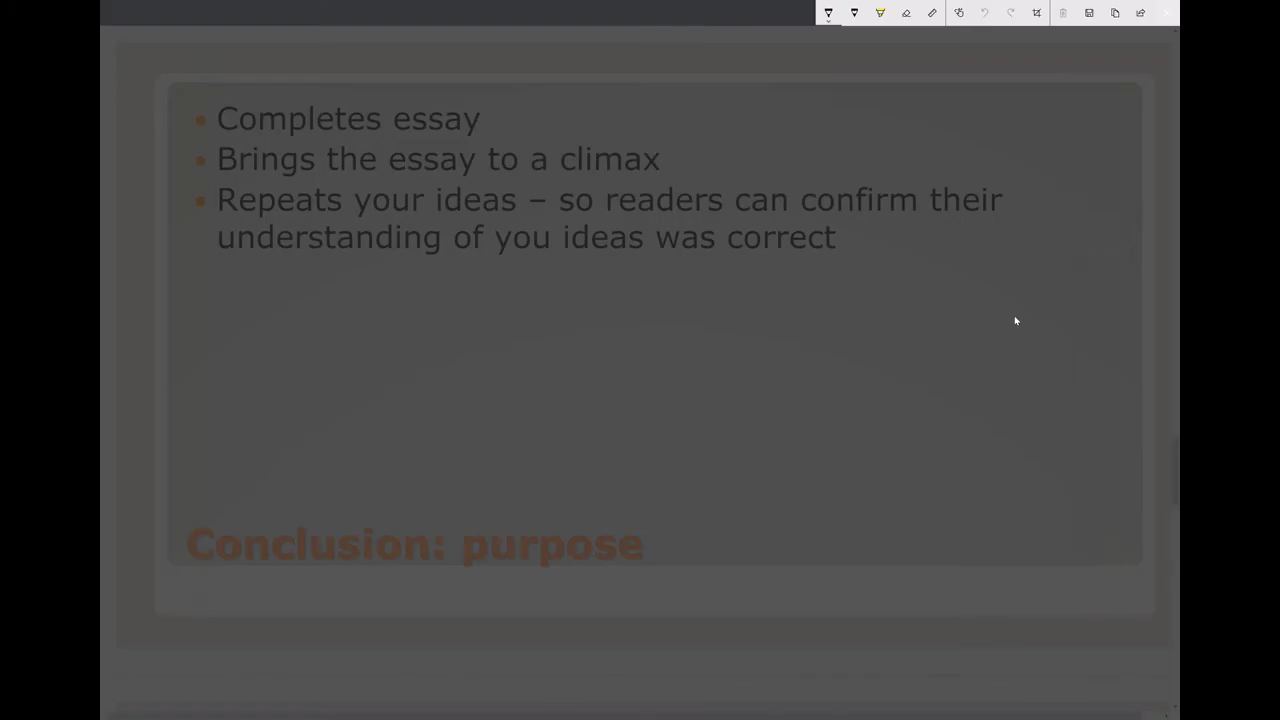 Completes essay
Brings the essay to a climax
Repeats your ideas – so readers can confirm their
understanding of you ideas was correct
Conclusion: purpose